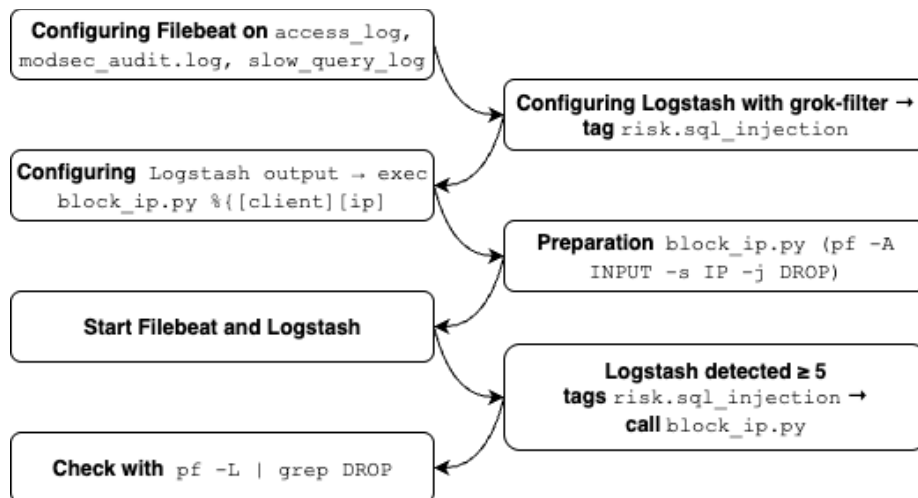 Configuring Filebeat on access_log,
modsec_audit.log, slow_query_log
Configuring Logstash with grok-filter →
tag risk.sql_injection
Configuring Logstash output → exec
block_ip.py %{[client][ip]
Preparation block_ip.py (pf -A
INPUT -s IP -j DROP)
Start Filebeat and Logstash
Logstash detected ≥ 5
tags risk.sql_injection →
call block_ip.py
Check with pf -L | grep DROP